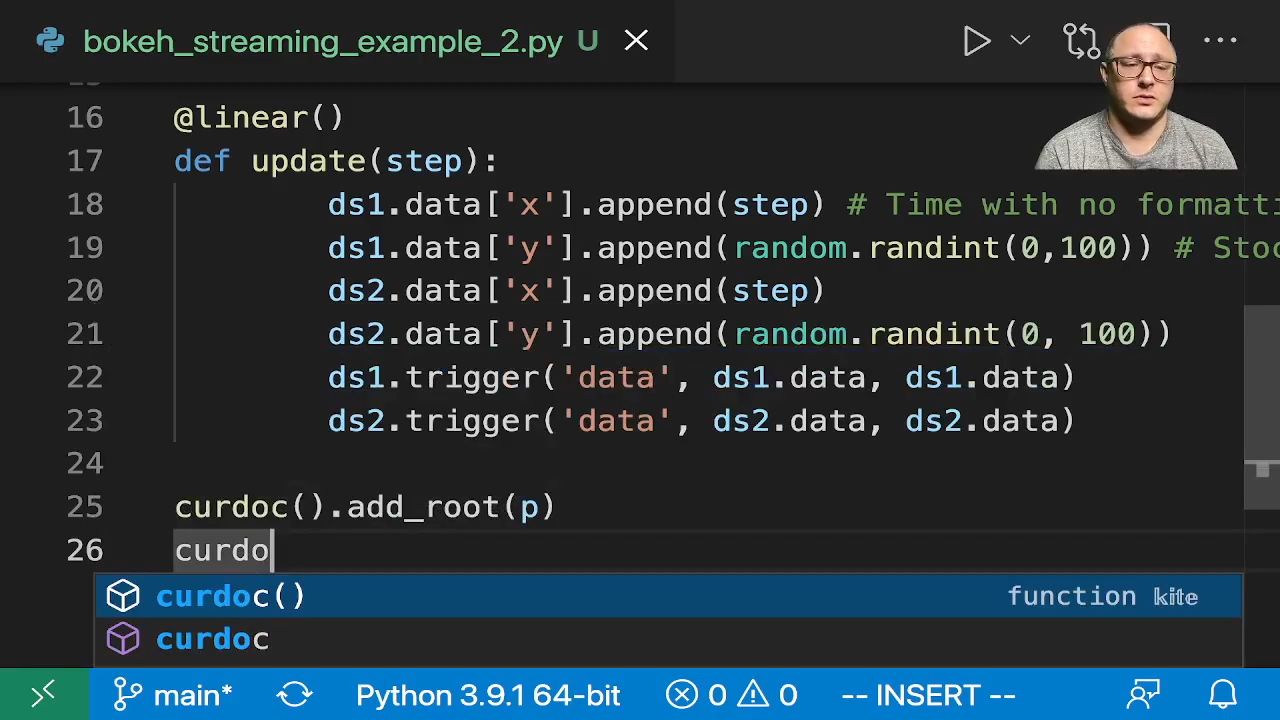 bokeh_streaming_example_2.py U
16 @linear()
17 def update(step):
18 ds1.data['x'].append(step) # Time with no formatti
19 ds1.data['y'].append(random.randint(0,100)) # Stoc
20 ds2.data['x'].append(step)
21 ds2.data['y'].append(random.randint(0, 100))
22 ds1.trigger('data', ds1.data, ds1.data)
23 ds2.trigger('data', ds2.data, ds2.data)
24
25 curdoc().add_root(p)
26 curdo
curdoc() function kite
curdoc
main* Python 3.9.1 64-bit 0 0 -- INSERT --